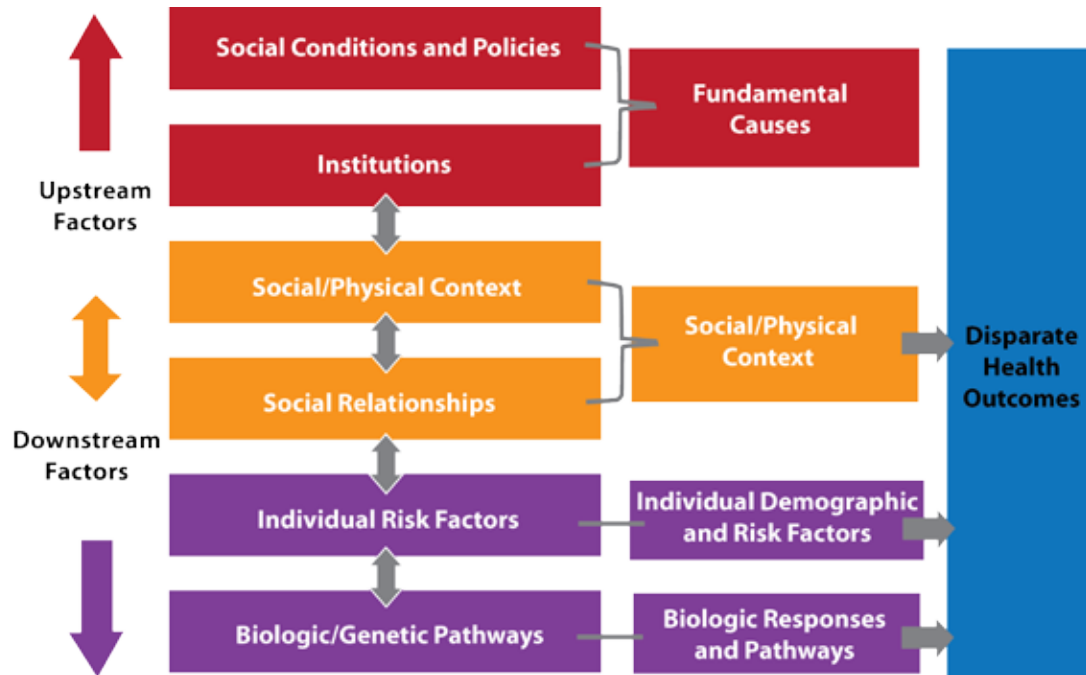 Upstream
Factors
Downstream
Factors
Social Conditions and Policies
Institutions
Social/Physical Context
Social Relationships
Individual Risk Factors
Biologic/Genetic Pathways
Fundamental
Causes
Social/Physical
Context
Individual Demographic
and Risk Factors
Biologic Responses
and Pathways
Disparate
Health
Outcomes